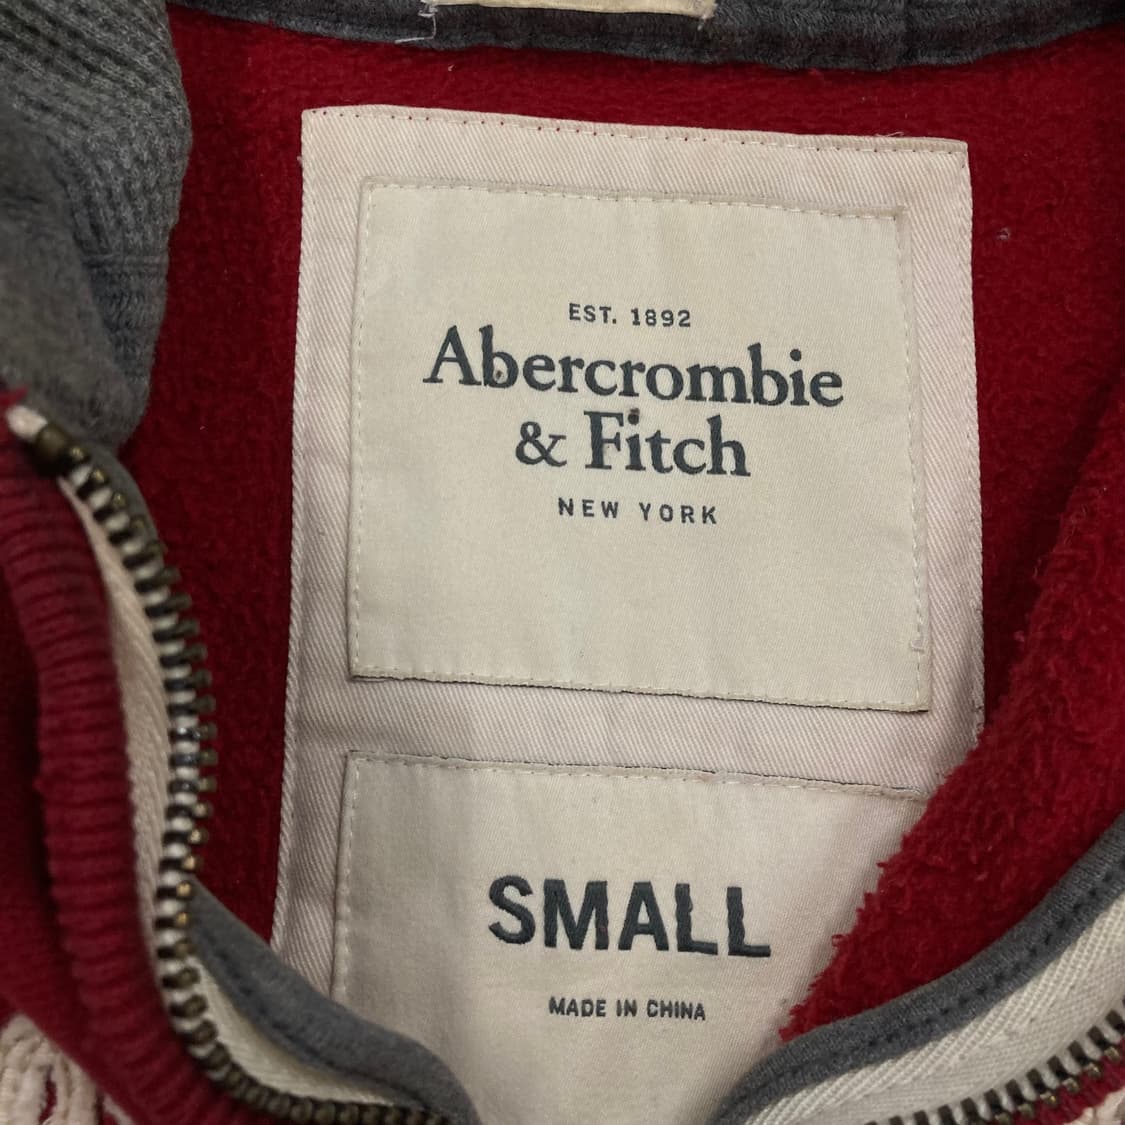 EST. 1892
Abercrombie
& Fitch
NEW YORK
SMALL
MADE IN CHINA